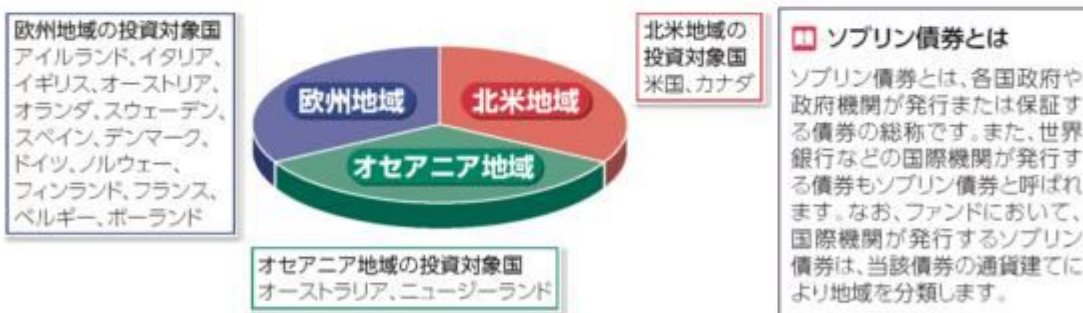 欧州地域の投資対象国
アイルランド、イタリア、
イギリス、オーストリア、
オランダ、スウェーデン、
スペイン、デンマーク、
ドイツ、ノルウェー、
フィンランド、フランス、
ベルギー、ポーランド
欧州地域
北米地域
オセアニア地域
北米地域の
投資対象国
米国、カナダ
オセアニア地域の投資対象国
オーストラリア、ニュージーランド
ソブリン債券とは
ソブリン債券とは、各国政府や
政府機関が発行または保証す
る債券の総称です。また、世界
銀行などの国際機関が発行す
る債券もソブリン債券と呼ばれ
ます。なお、ファンドにおいて、
国際機関が発行するソブリン
債券は、当該債券の通貨建てに
より地域を分類します。